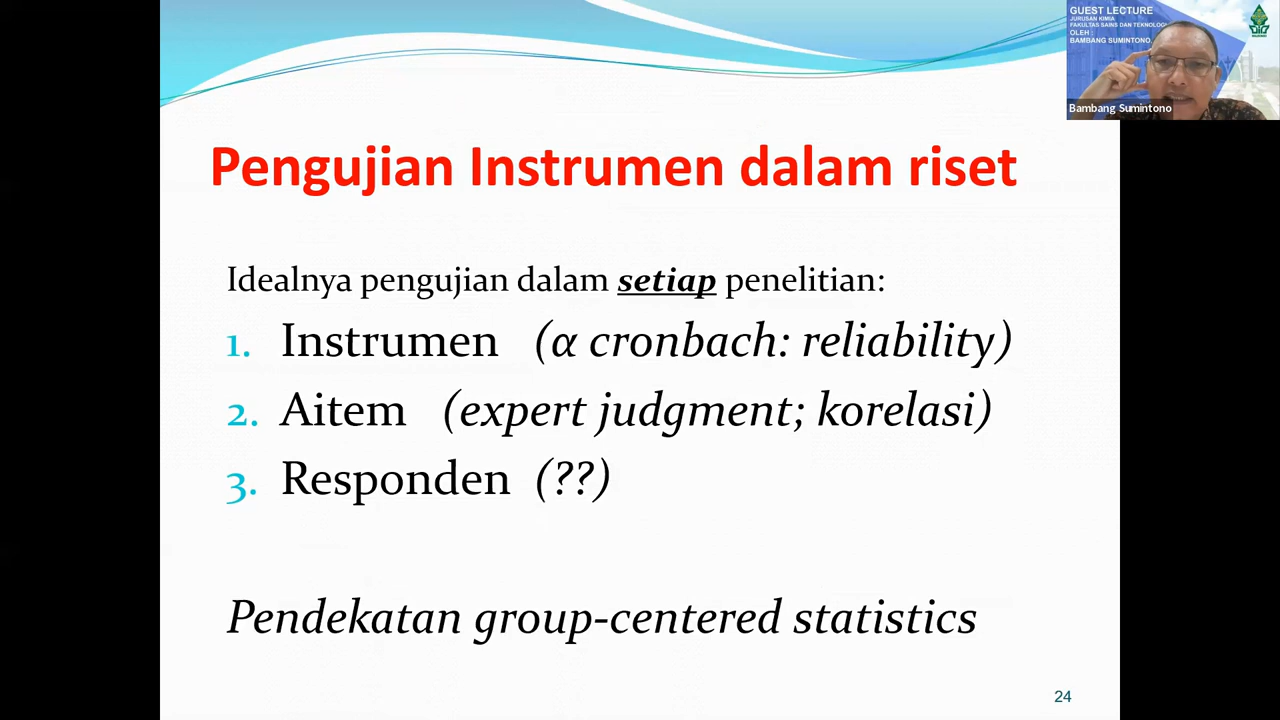 GUEST LECTURE
JURUSAN KIMIA
FAKULTAS SAINS DAN TEKNOLOGI
OLEH :
BAMBANG SUMINTONO
Bambang Sumintono
Pengujian Instrumen dalam riset
Idealnya pengujian dalam setiap penelitian:
1. Instrumen (α cronbach: reliability)
2. Aitem (expert judgment; korelasi)
3. Responden (??)
Pendekatan group-centered statistics
24